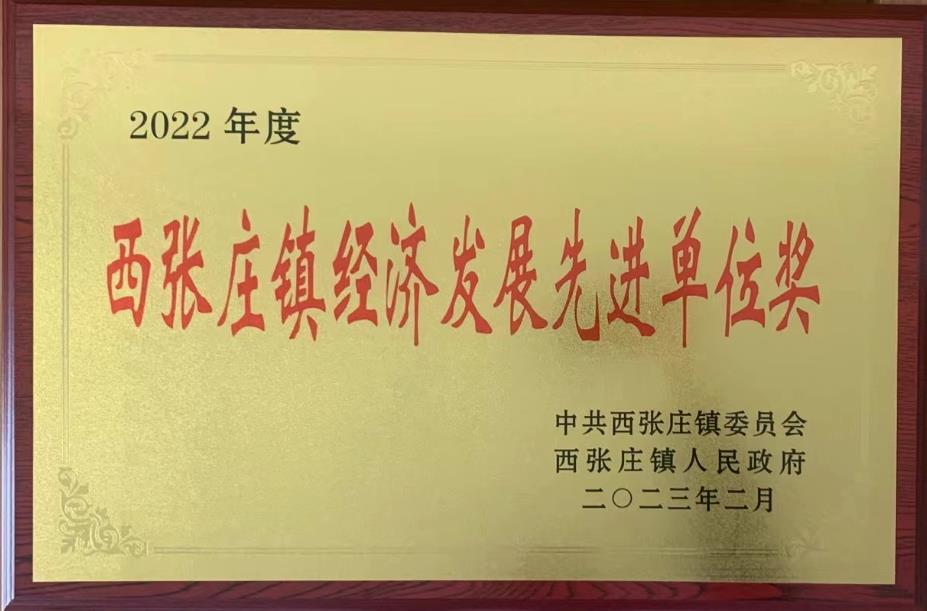 2022 年度
西张庄镇经济发展先进单位奖
中共西张庄镇委员会
西张庄镇人民政府
二〇二三年二月